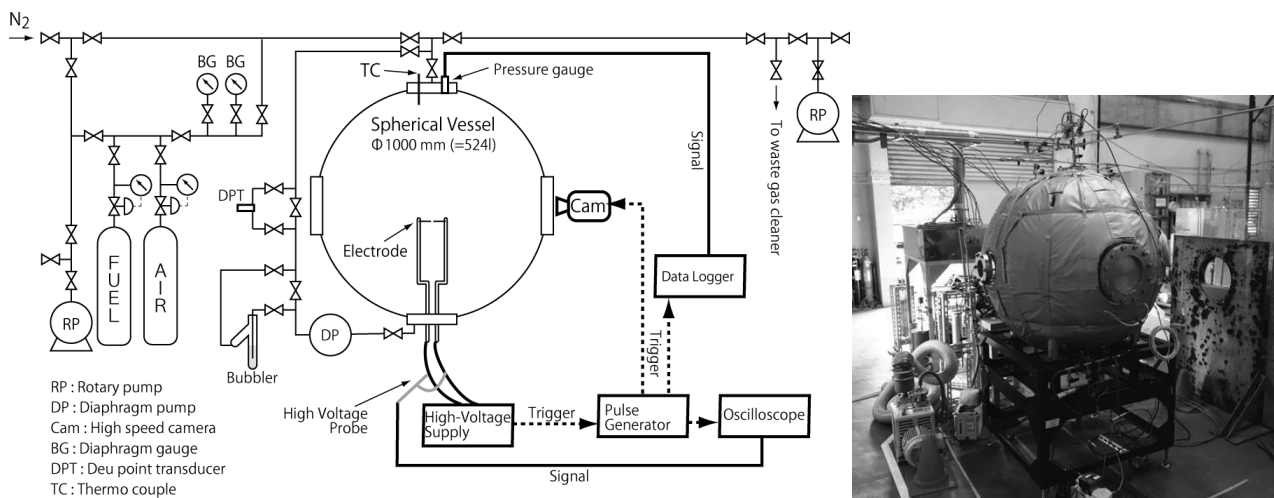 N2
BG BG
TC
Pressure gauge
Spherical Vessel
Φ 1000 mm (=524l)
RP
Signal
To waste gas cleaner
DPT
Cam
Electrode
FUEL
AIR
Data Logger
RP
DP
Trigger
Bubbler
RP : Rotary pump
DP : Diaphragm pump
Cam : High speed camera
BG : Diaphragm gauge
DPT : Deu point transducer
TC : Thermo couple
High Voltage
Probe
High-Voltage
Supply
Trigger
Pulse
Generator
Oscilloscope
Signal